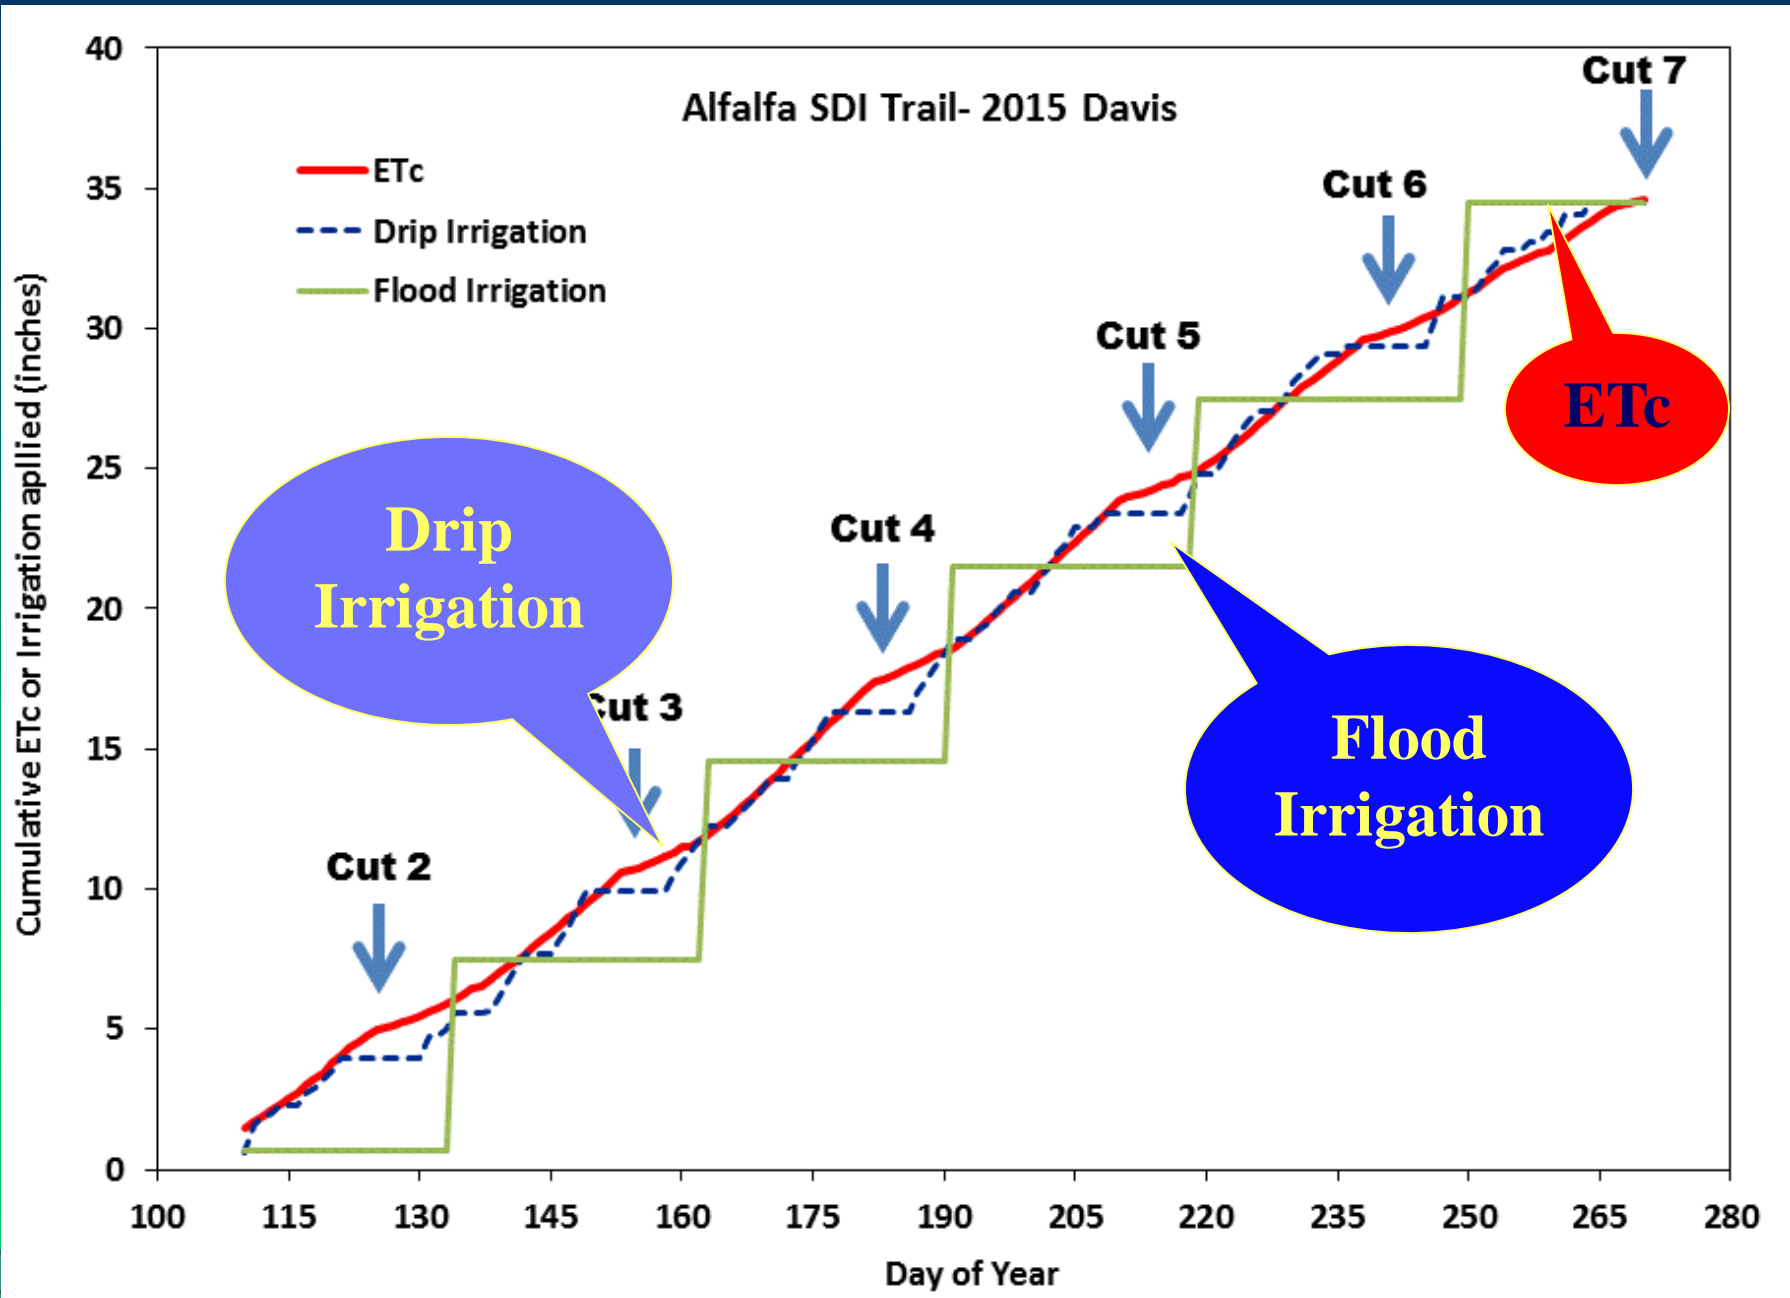 Alfalfa SDI Trail- 2015 Davis
ETc
Drip Irrigation
Flood Irrigation
Cut 7
Cut 6
Cut 5
Cut 4
Cut 3
Cut 2
Drip
Irrigation
Flood
Irrigation
ETc
Cumulative ETc or Irrigation aplied (inches)
40
35
30
25
20
15
10
5
0
100 115 130 145 160 175 190 205 220 235 250 265 280
Day of Year